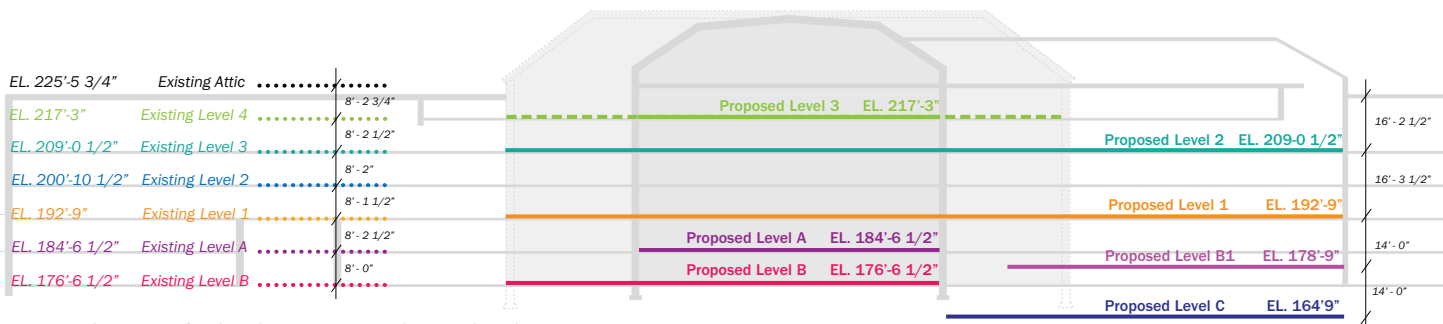 EL. 225'-5 3/4" Existing Attic
8' - 2 3/4"
EL. 217'-3" Existing Level 4
Proposed Level 3 EL. 217'-3"
16' - 2 1/2"
8' - 2 1/2"
EL. 209'-0 1/2" Existing Level 3
Proposed Level 2 EL. 209-0 1/2"
8' - 2"
EL. 200'-10 1/2" Existing Level 2
16' - 3 1/2"
8' - 1 1/2"
EL. 192'-9" Existing Level 1
Proposed Level 1 EL. 192'-9"
8' - 2 1/2"
EL. 184'-6 1/2" Existing Level A
Proposed Level A EL. 184'-6 1/2"
14' - 0"
Proposed Level B1 EL. 178'-9"
8' - 0"
EL. 176'-6 1/2" Existing Level B
Proposed Level B EL. 176'-6 1/2"
14' - 0"
Proposed Level C EL. 164'9"